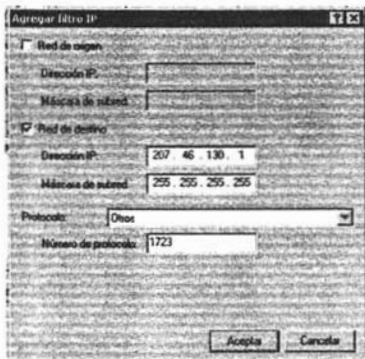 Agregar filtro IP
Red de origen
Dirección IP:
Máscara de subred:
Red de destino
Dirección IP: 207 . 46 . 130 . 1
Máscara de subred: 255 . 255 . 255 . 255
Protocolo: Otros
Número de protocolo: 1723
Aceptar Cancelar